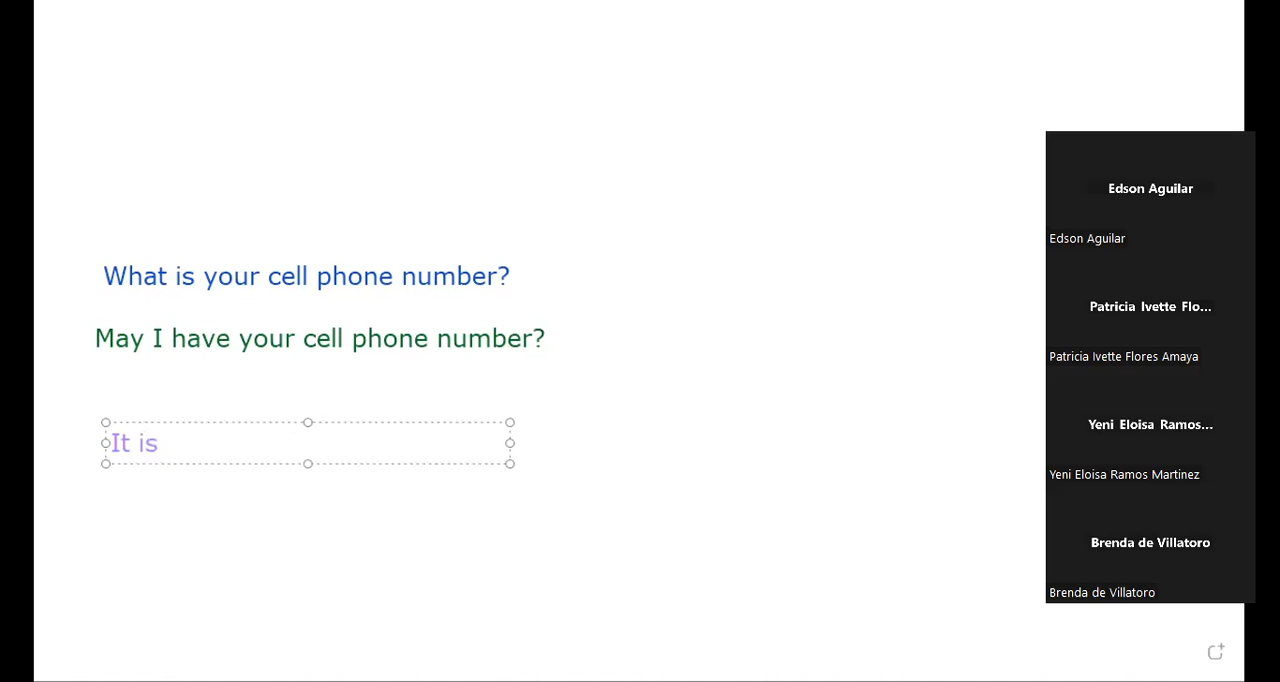 What is your cell phone number?
May I have your cell phone number?
It is
Edson Aguilar
Edson Aguilar
Patricia Ivette Flo...
Patricia Ivette Flores Amaya
Yeni Eloisa Ramos...
Yeni Eloisa Ramos Martinez
Brenda de Villatoro
Brenda de Villatoro